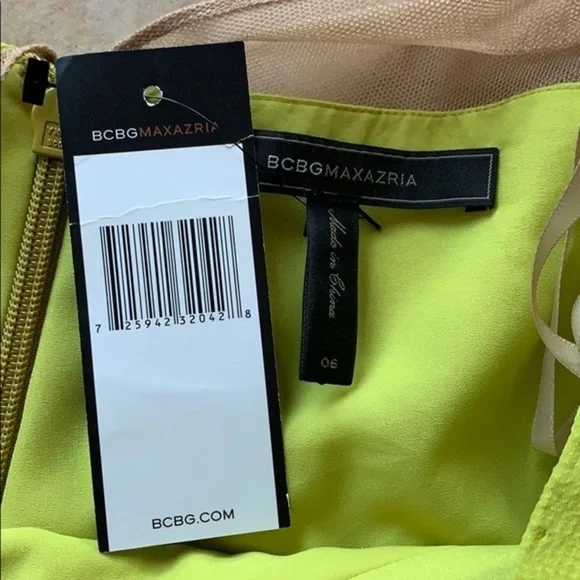 BCBGMAXAZRIA
7 25942 32042 8
BCBG.COM
BCBGMAXAZRIA
Made in China
06